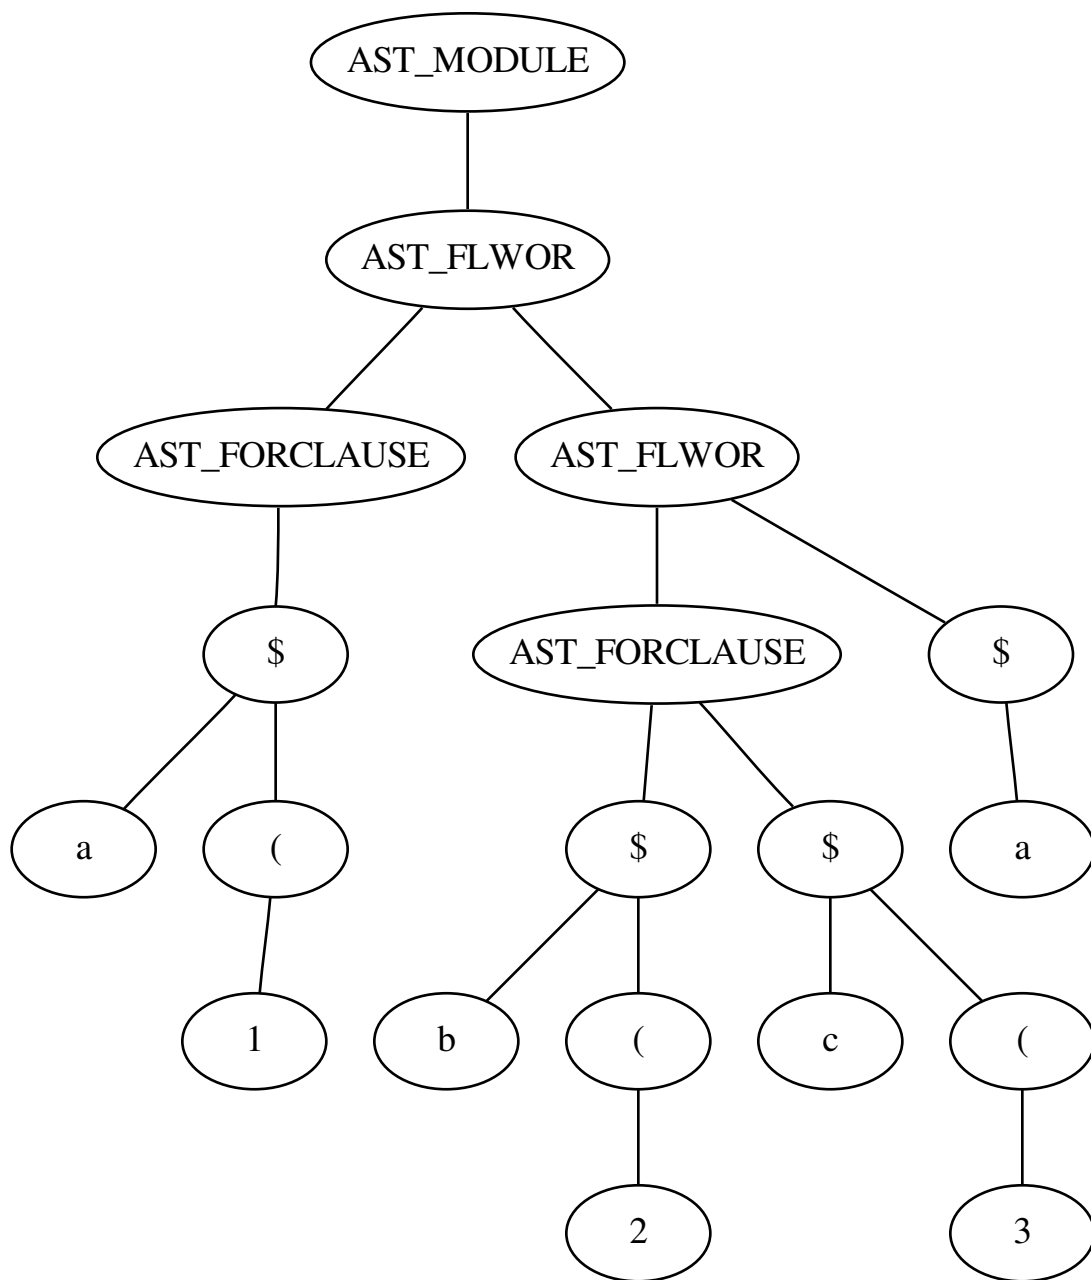 AST_MODULE
AST_FLWOR
AST_FORCLAUSE AST_FLWOR
$ AST_FORCLAUSE $
a ( $ $ a
1 b ( c (
2 3